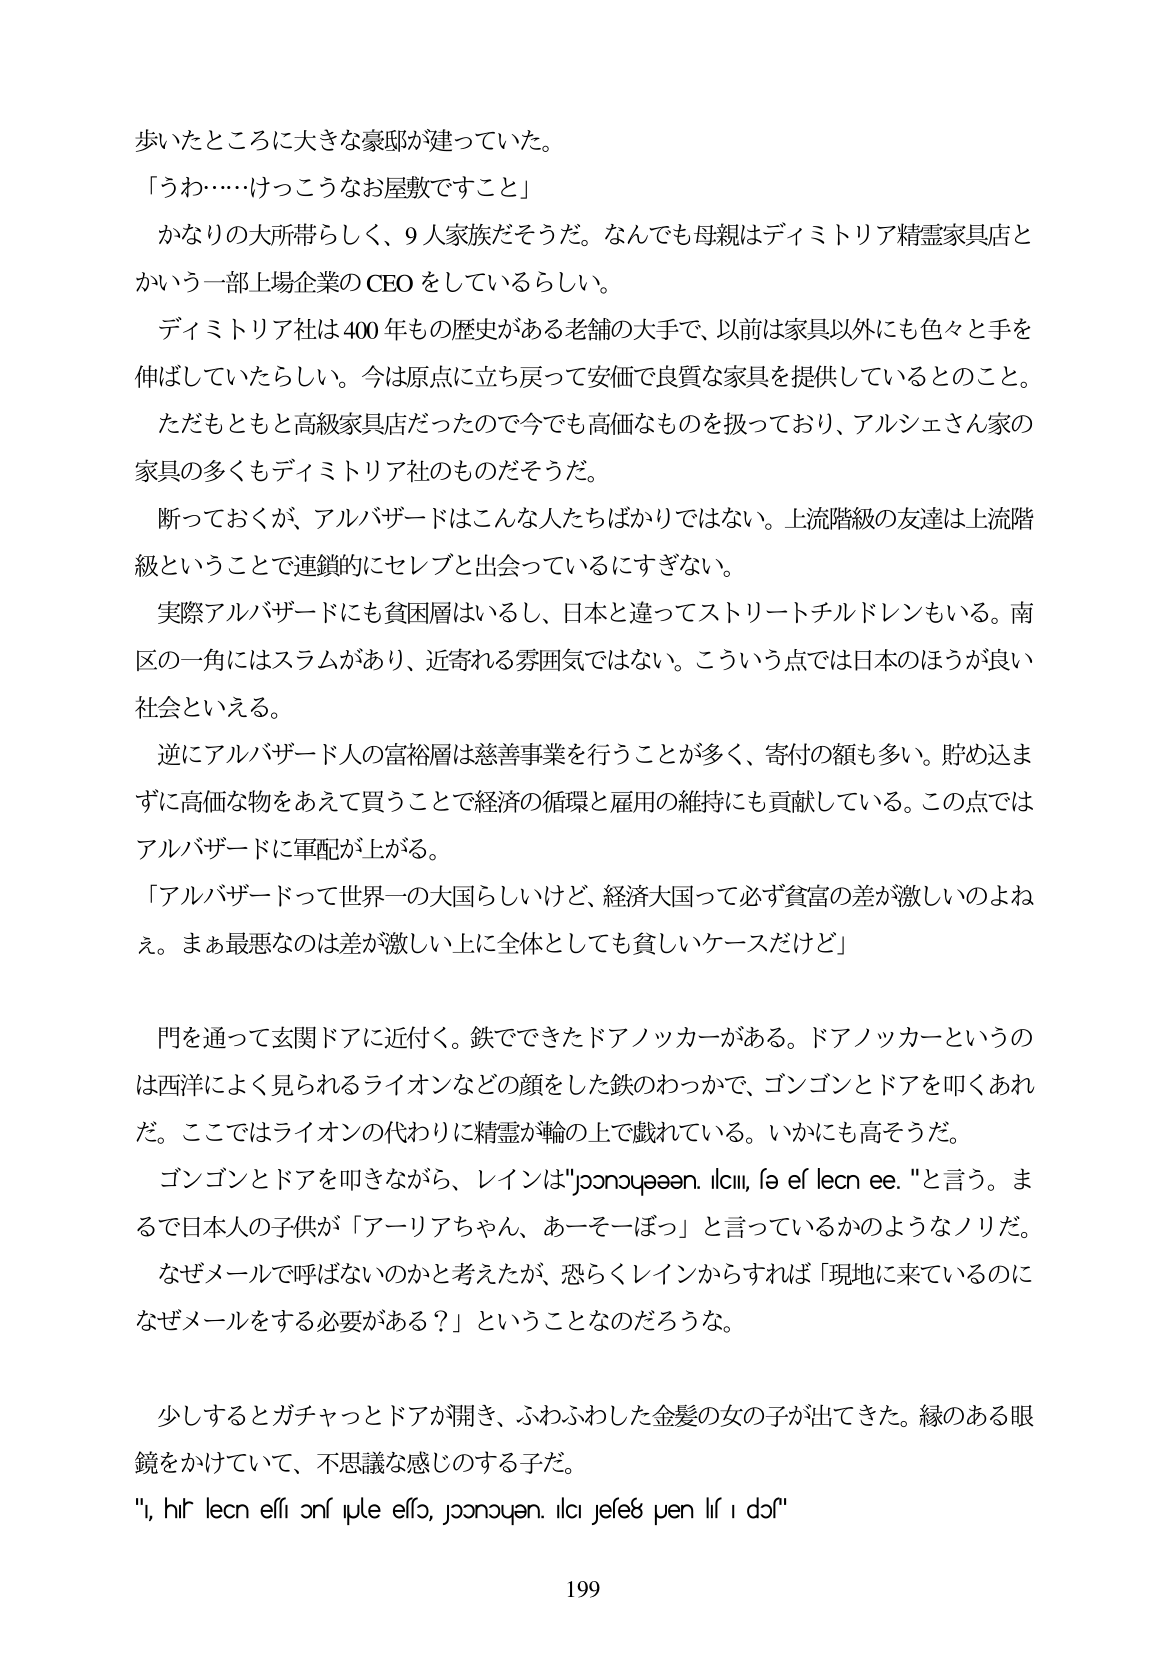 歩いたところに大きな豪邸が建っていた。
「うわ……けっこうなお屋敷ですこと」
かなりの大所帯らしく、9 人家族だそうだ。なんでも母親はディミトリア精霊家具店と
かいう一部上場企業の CEO をしているらしい。
ディミトリア社は 400 年もの歴史がある老舗の大手で、以前は家具以外にも色々と手を
伸ばしていたらしい。今は原点に立ち戻って安価で良質な家具を提供しているとのこと。
ただもともと高級家具店だったので今でも高価なものを扱っており、アルシェさん家の
家具の多くもディミトリア社のものだそうだ。
断っておくが、アルバザードはこんな人たちばかりではない。上流階級の友達は上流階
級ということで連鎖的にセレブと出会っているにすぎない。
実際アルバザードにも貧困層はいるし、日本と違ってストリートチルドレンもいる。南
区の一角にはスラムがあり、近寄れる雰囲気ではない。こういう点では日本のほうが良い
社会といえる。
逆にアルバザード人の富裕層は慈善事業を行うことが多く、寄付の額も多い。貯め込ま
ずに高価な物をあえて買うことで経済の循環と雇用の維持にも貢献している。この点では
アルバザードに軍配が上がる。
「アルバザードって世界一の大国らしいけど、経済大国って必ず貧富の差が激しいのよね
ぇ。まぁ最悪なのは差が激しい上に全体としても貧しいケースだけど」
門を通って玄関ドアに近付く。鉄でできたドアノッカーがある。ドアノッカーというの
は西洋によく見られるライオンなどの顔をした鉄のわっかで、ゴンゴンとドアを叩くあれ
だ。ここではライオンの代わりに精霊が輪の上で戯れている。いかにも高そうだ。
ゴンゴンとドアを叩きながら、レインは"と言う。ま
るで日本人の子供が「アーリアちゃん、あーそーぼっ」と言っているかのようなノリだ。
なぜメールで呼ばないのかと考えたが、恐らくレインからすれば「現地に来ているのに
なぜメールをする必要がある？」ということなのだろうな。
少しするとガチャっとドアが開き、ふわふわした金髪の女の子が出てきた。縁のある眼
鏡をかけていて、不思議な感じのする子だ。
199